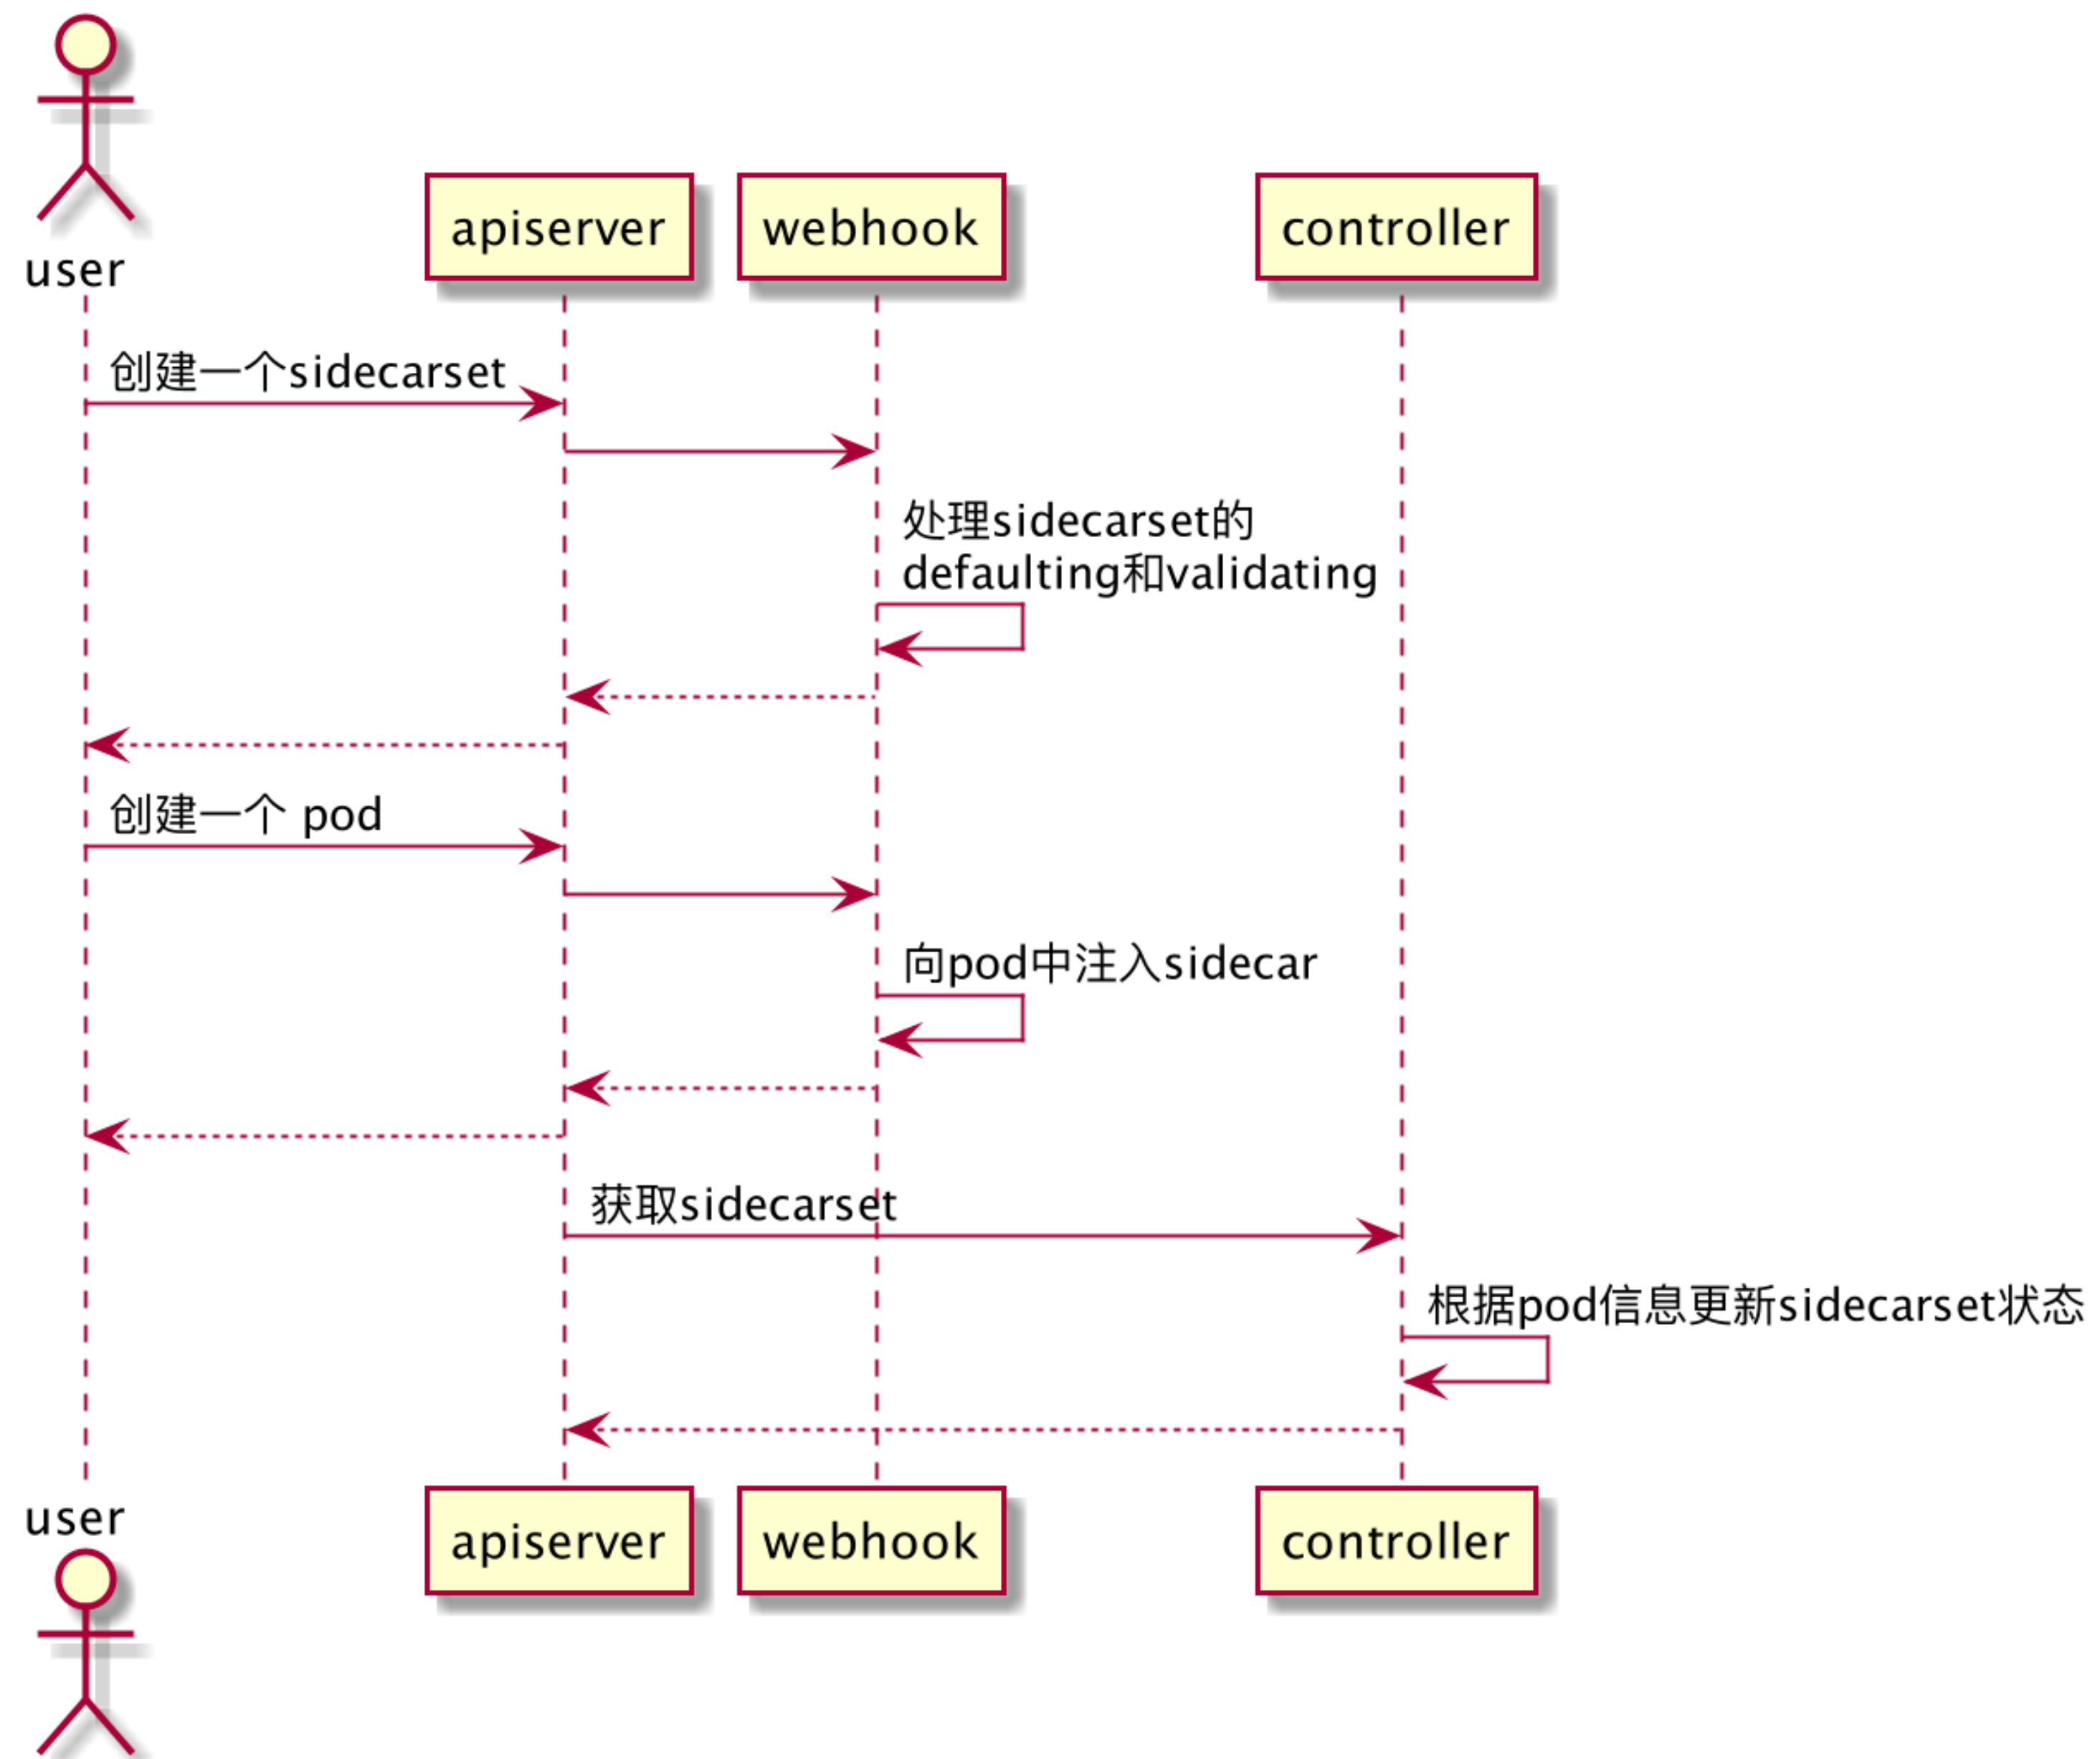 user
apiserver
webhook
controller
创建一个sidecarset
处理sidecarset的
defaulting和validating
创建一个 pod
向pod中注入sidecar
获取sidecarset
根据pod信息更新sidecarset状态
user
apiserver
webhook
controller